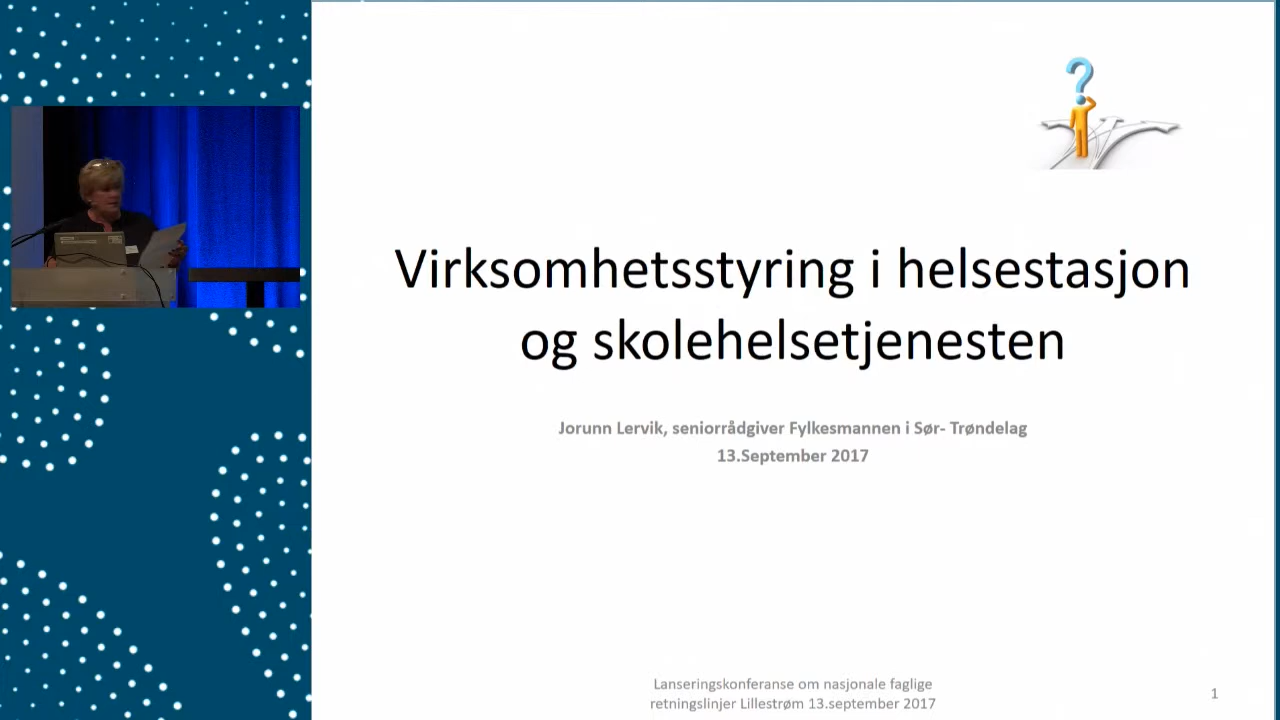 Virksomhetsstyring i helsestasjon
og skolehelsetjenesten
Jorunn Lervik, seniorrådgiver Fylkesmannen i Sør- Trøndelag
13.September 2017
Lanseringskonferanse om nasjonale faglige
retningslinjer Lillestrøm 13.september 2017
1